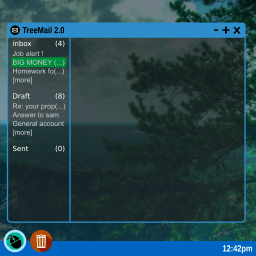 TreeMail 2.0
Inbox (4)
Job alert !
BIG MONEY (...)
Homework fo(...)
[more]
Draft (8)
Re: your prop(...)
Answer to sam
General account
[more]
Sent (0)
12:42pm